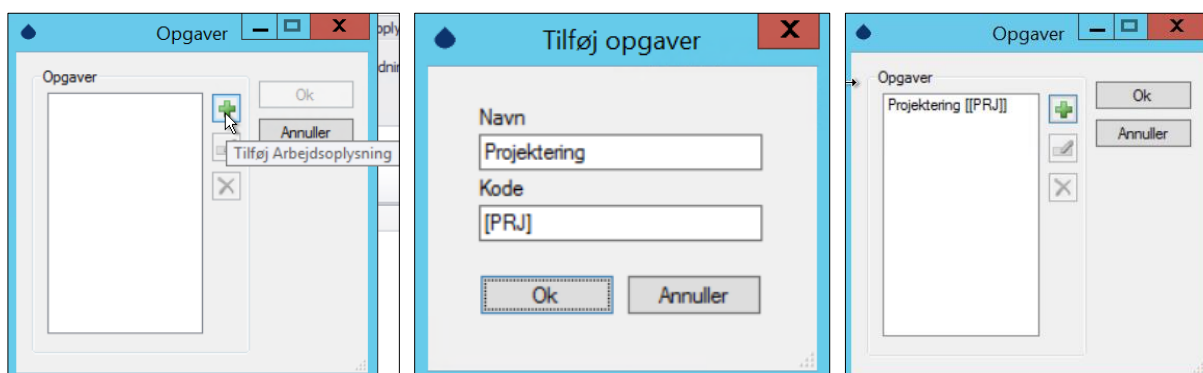 Opgaver
X
Opgaver
Ok
Annuller
Tilføj Arbejdsoplysning
Tilføj opgaver
X
Navn
Projektering
Kode
[PRJ]
Ok
Annuller
Opgaver
X
Opgaver
Projektering [[PRJ]]
Ok
Annuller